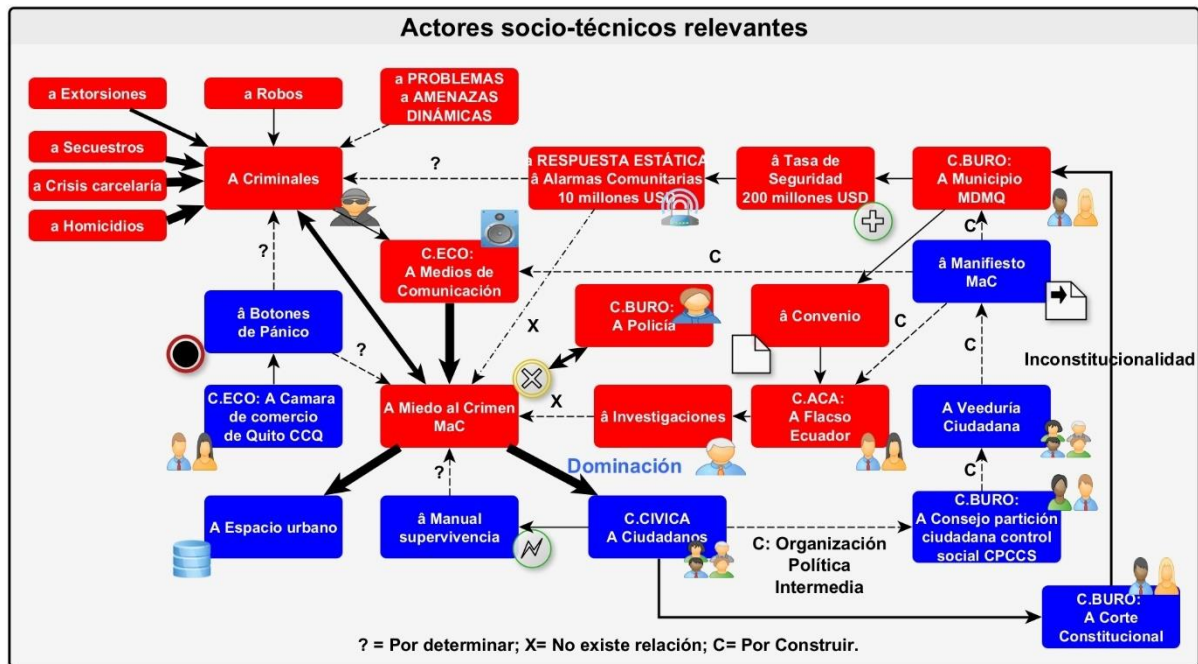 Actores socio-técnicos relevantes
a Extorsiones
a Robos
a PROBLEMAS
a AMENAZAS
DINÁMICAS
a Secuestros
a Crisis carcelaría
a Homicidios
A Criminales
?
a RESPUESTA ESTÁTICA
â Alarmas Comunitarias
10 millones USD
â Tasa de
Seguridad
200 millones USD
C.BURO:
A Municipio
MDMQ
?
C.ECO:
A Medios de
Comunicación
C
C
â Manifiesto
MaC
â Botones
de Pánico
?
X
C.BURO:
A Policía
â Convenio
C
C
Inconstitucionalidad
C.ECO: A Camara
de comercio
de Quito CCQ
A Miedo al Crimen
MaC
X
â Investigaciones
C.ACA:
A Flacso
Ecuador
A Veeduría
Ciudadana
Dominación
?
C
A Espacio urbano
â Manual
supervivencia
C.CIVICA
A Ciudadanos
C.BURO:
A Consejo partición
ciudadana control
social CPCCS
C: Organización
Política
Intermedia
C.BURO:
A Corte
Constitucional
? = Por determinar; X= No existe relación; C= Por Construir.